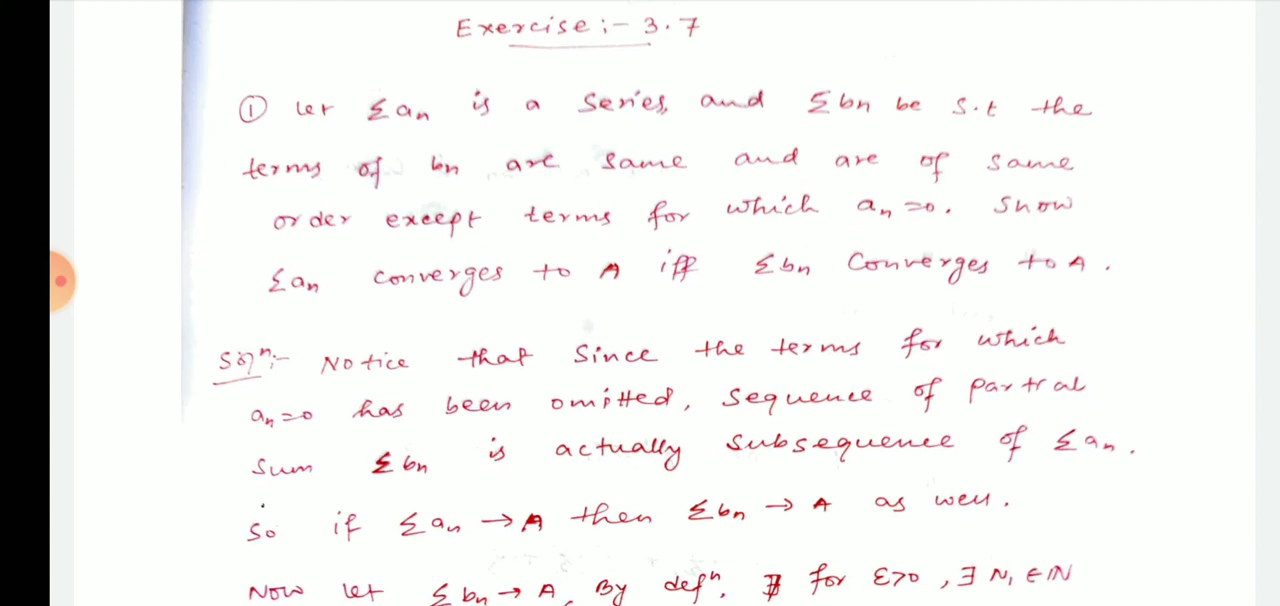 Exercise :- 3.7
① Let Σan is a series, and Σbn be s.t the
terms of bn are same and are of same
order except terms for which an=0. Show
Σan converges to A iff Σbn converges to A.
Solⁿ:- Notice that since the terms for which
an=0 has been omitted, sequence of partial
sum Σbn is actually subsequence of Σan.
So if Σan → A then Σbn → A as well.
Now let Σbn → A. By defⁿ, for ε>0, ∃ N₁ ∈ ℕ